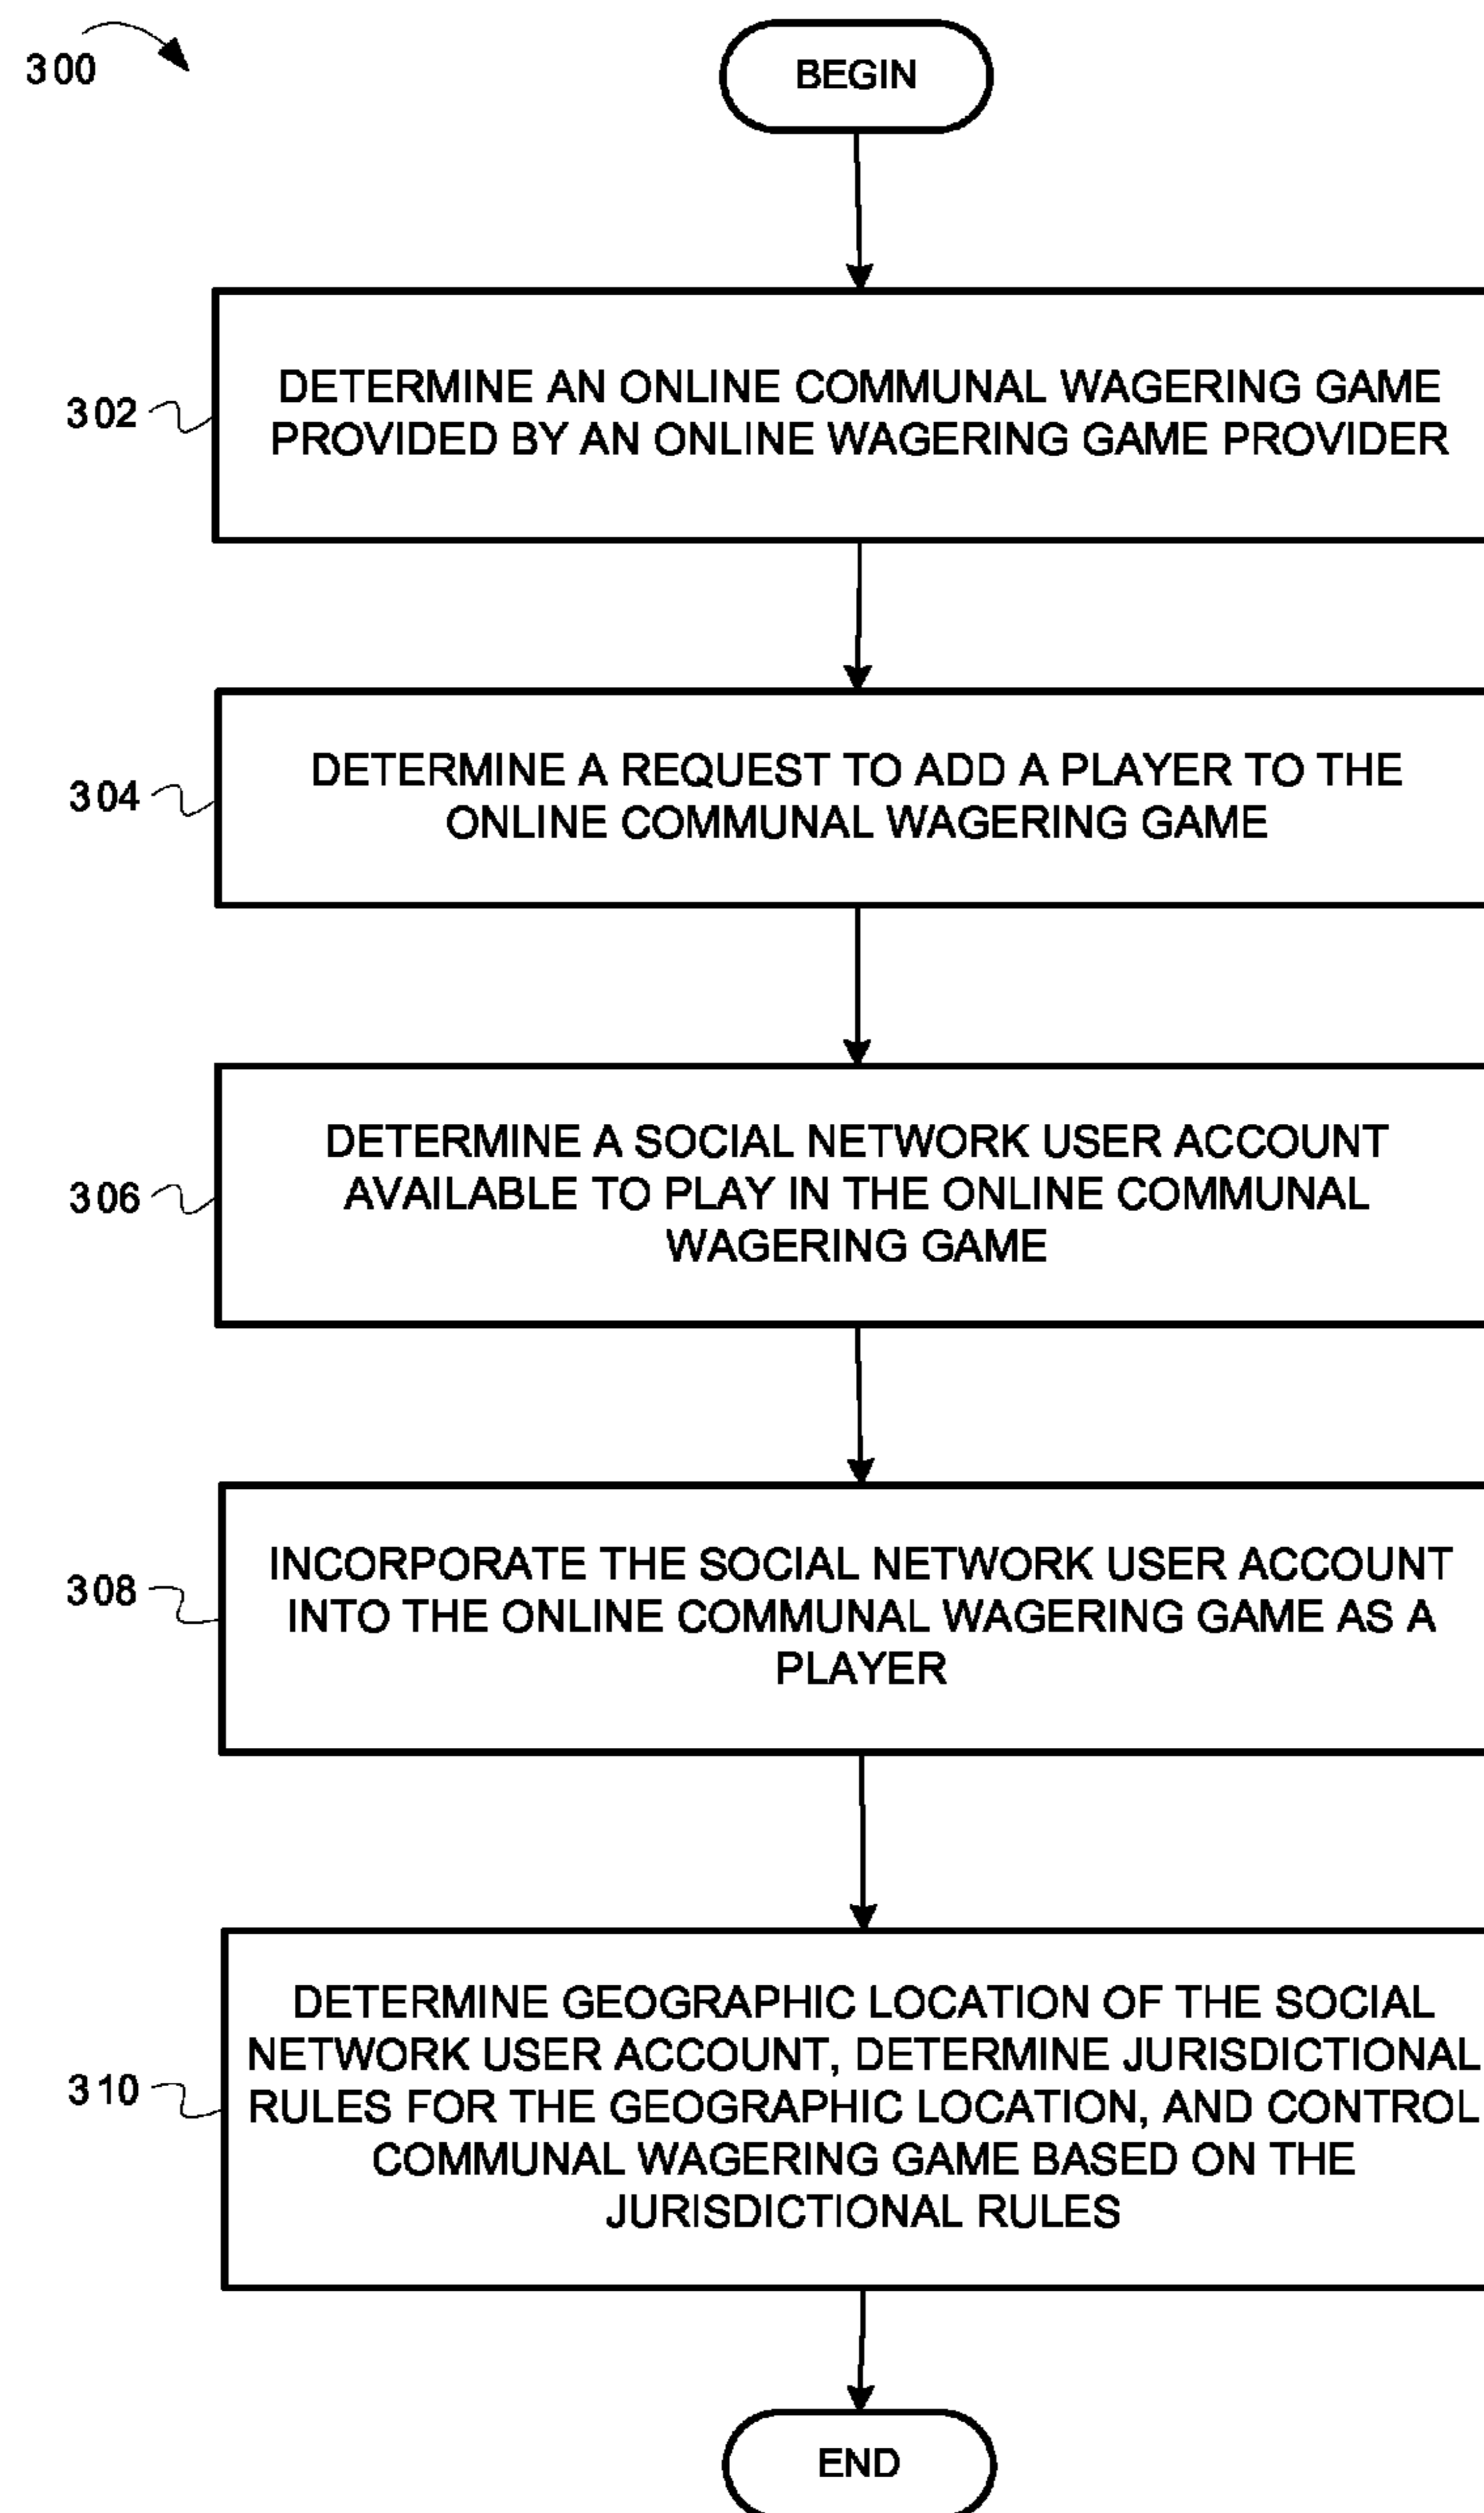 300
BEGIN
302
DETERMINE AN ONLINE COMMUNAL WAGERING GAME
PROVIDED BY AN ONLINE WAGERING GAME PROVIDER
304
DETERMINE A REQUEST TO ADD A PLAYER TO THE
ONLINE COMMUNAL WAGERING GAME
306
DETERMINE A SOCIAL NETWORK USER ACCOUNT
AVAILABLE TO PLAY IN THE ONLINE COMMUNAL
WAGERING GAME
308
INCORPORATE THE SOCIAL NETWORK USER ACCOUNT
INTO THE ONLINE COMMUNAL WAGERING GAME AS A
PLAYER
310
DETERMINE GEOGRAPHIC LOCATION OF THE SOCIAL
NETWORK USER ACCOUNT, DETERMINE JURISDICTIONAL
RULES FOR THE GEOGRAPHIC LOCATION, AND CONTROL
COMMUNAL WAGERING GAME BASED ON THE
JURISDICTIONAL RULES
END